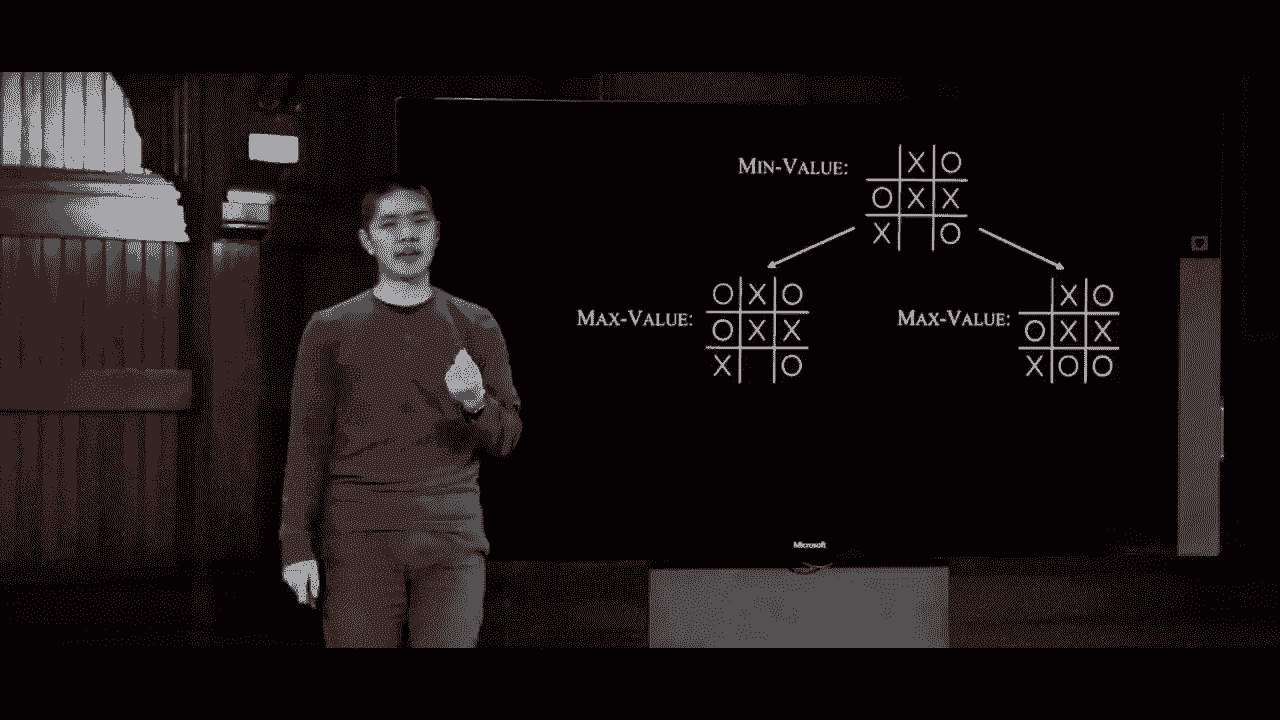 MIN-VALUE:
X O
O X X
X O
MAX-VALUE:
O X O
O X X
X O
MAX-VALUE:
X O
O X X
X O O
Microsoft